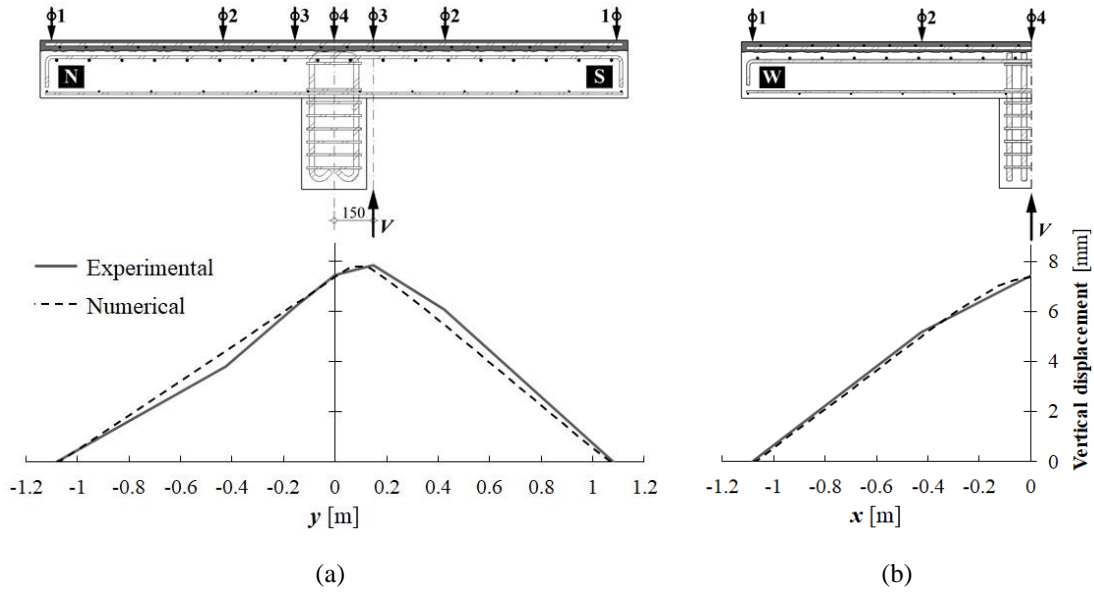 ϕ1 ϕ2 ϕ3 ϕ4 ϕ3 ϕ2 1ϕ
N S
150
V
Experimental
Numerical
-1.2 -1 -0.8 -0.6 -0.4 -0.2 0 0.2 0.4 0.6 0.8 1 1.2
y [m]
(a)
ϕ1 ϕ2 ϕ4
W
V
8
6
4
2
0
Vertical displacement [mm]
-1.2 -1 -0.8 -0.6 -0.4 -0.2 0
x [m]
(b)